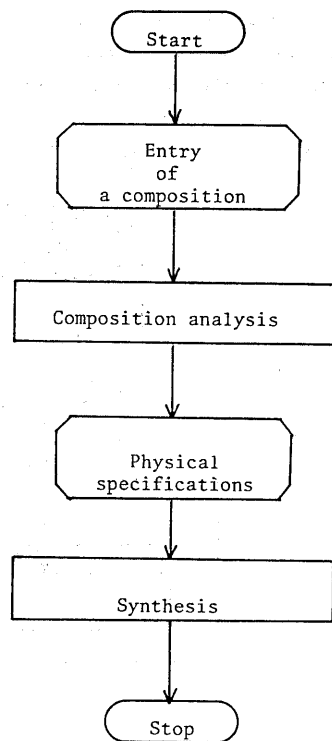 Start
Entry
of
a composition
Composition analysis
Physical
specifications
Synthesis
Stop